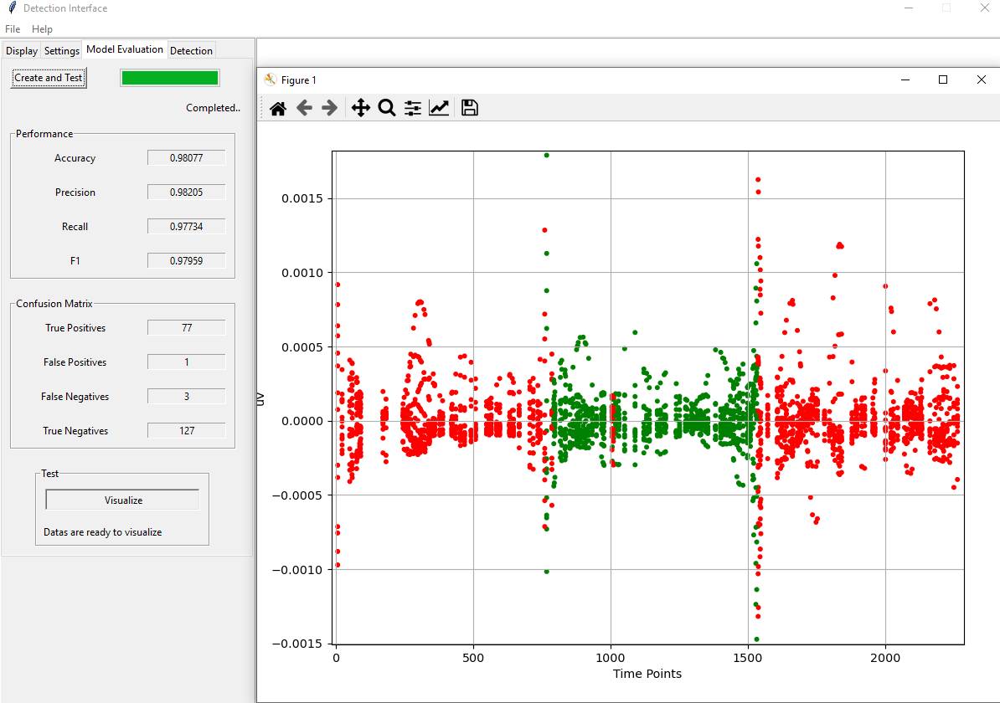 Detection Interface
File Help
Display Settings Model Evaluation Detection
Create and Test
Completed..
Performance
Accuracy 0.98077
Precision 0.98205
Recall 0.97734
F1 0.97959
Confusion Matrix
True Positives 77
False Positives 1
False Negatives 3
True Negatives 127
Test
Visualize
Datas are ready to visualize
Figure 1
0.0015
0.0010
0.0005
0.0000
−0.0005
−0.0010
−0.0015
uv
0 500 1000 1500 2000
Time Points